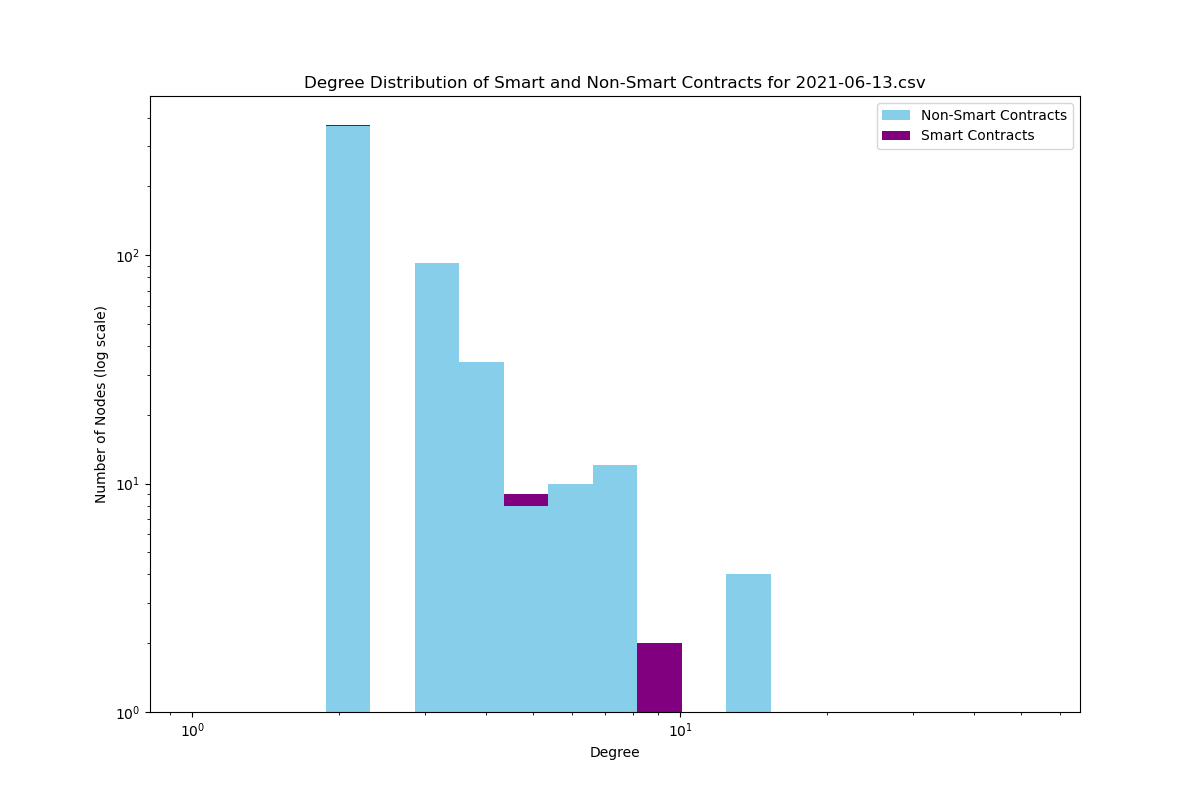 Degree Distribution of Smart and Non-Smart Contracts for 2021-06-13.csv
Non-Smart Contracts
Smart Contracts
Number of Nodes (log scale)
10²
10¹
10⁰
10⁰ 10¹
Degree